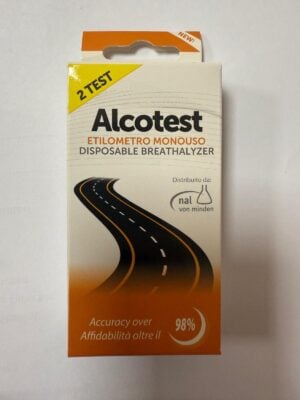 NEW!
2 TEST
Alcotest
ETILOMETRO MONOUSO
DISPOSABLE BREATHALYZER
Distribuito da:
nal
von minden
Accuracy over
Affidabilità oltre il
98%